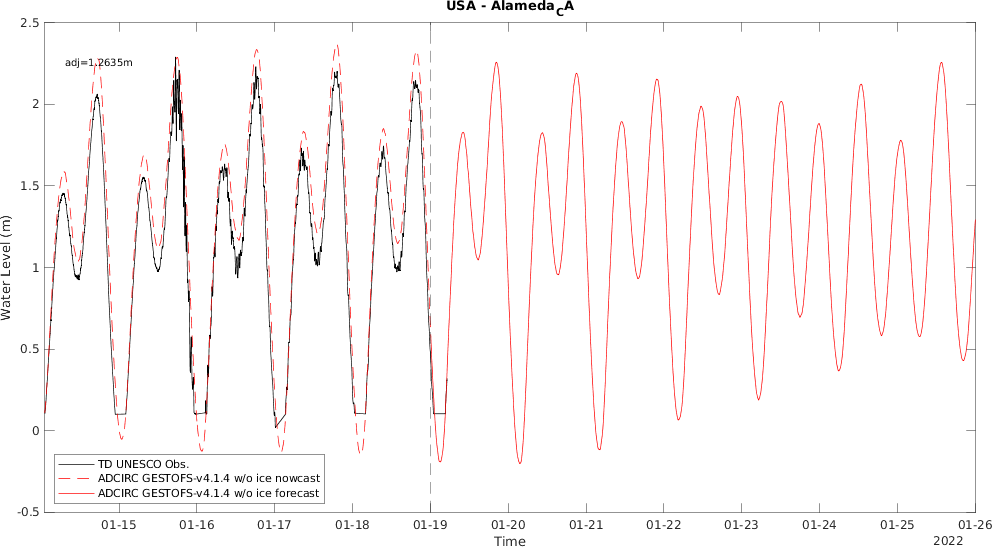 USA - Alameda_CA
2.5
adj=1.2635m
2
1.5
1
0.5
0
-0.5
Water Level (m)
TD UNESCO Obs.
ADCIRC GESTOFS-v4.1.4 w/o ice nowcast
ADCIRC GESTOFS-v4.1.4 w/o ice forecast
01-15 01-16 01-17 01-18 01-19 01-20 01-21 01-22 01-23 01-24 01-25 01-26
Time
2022